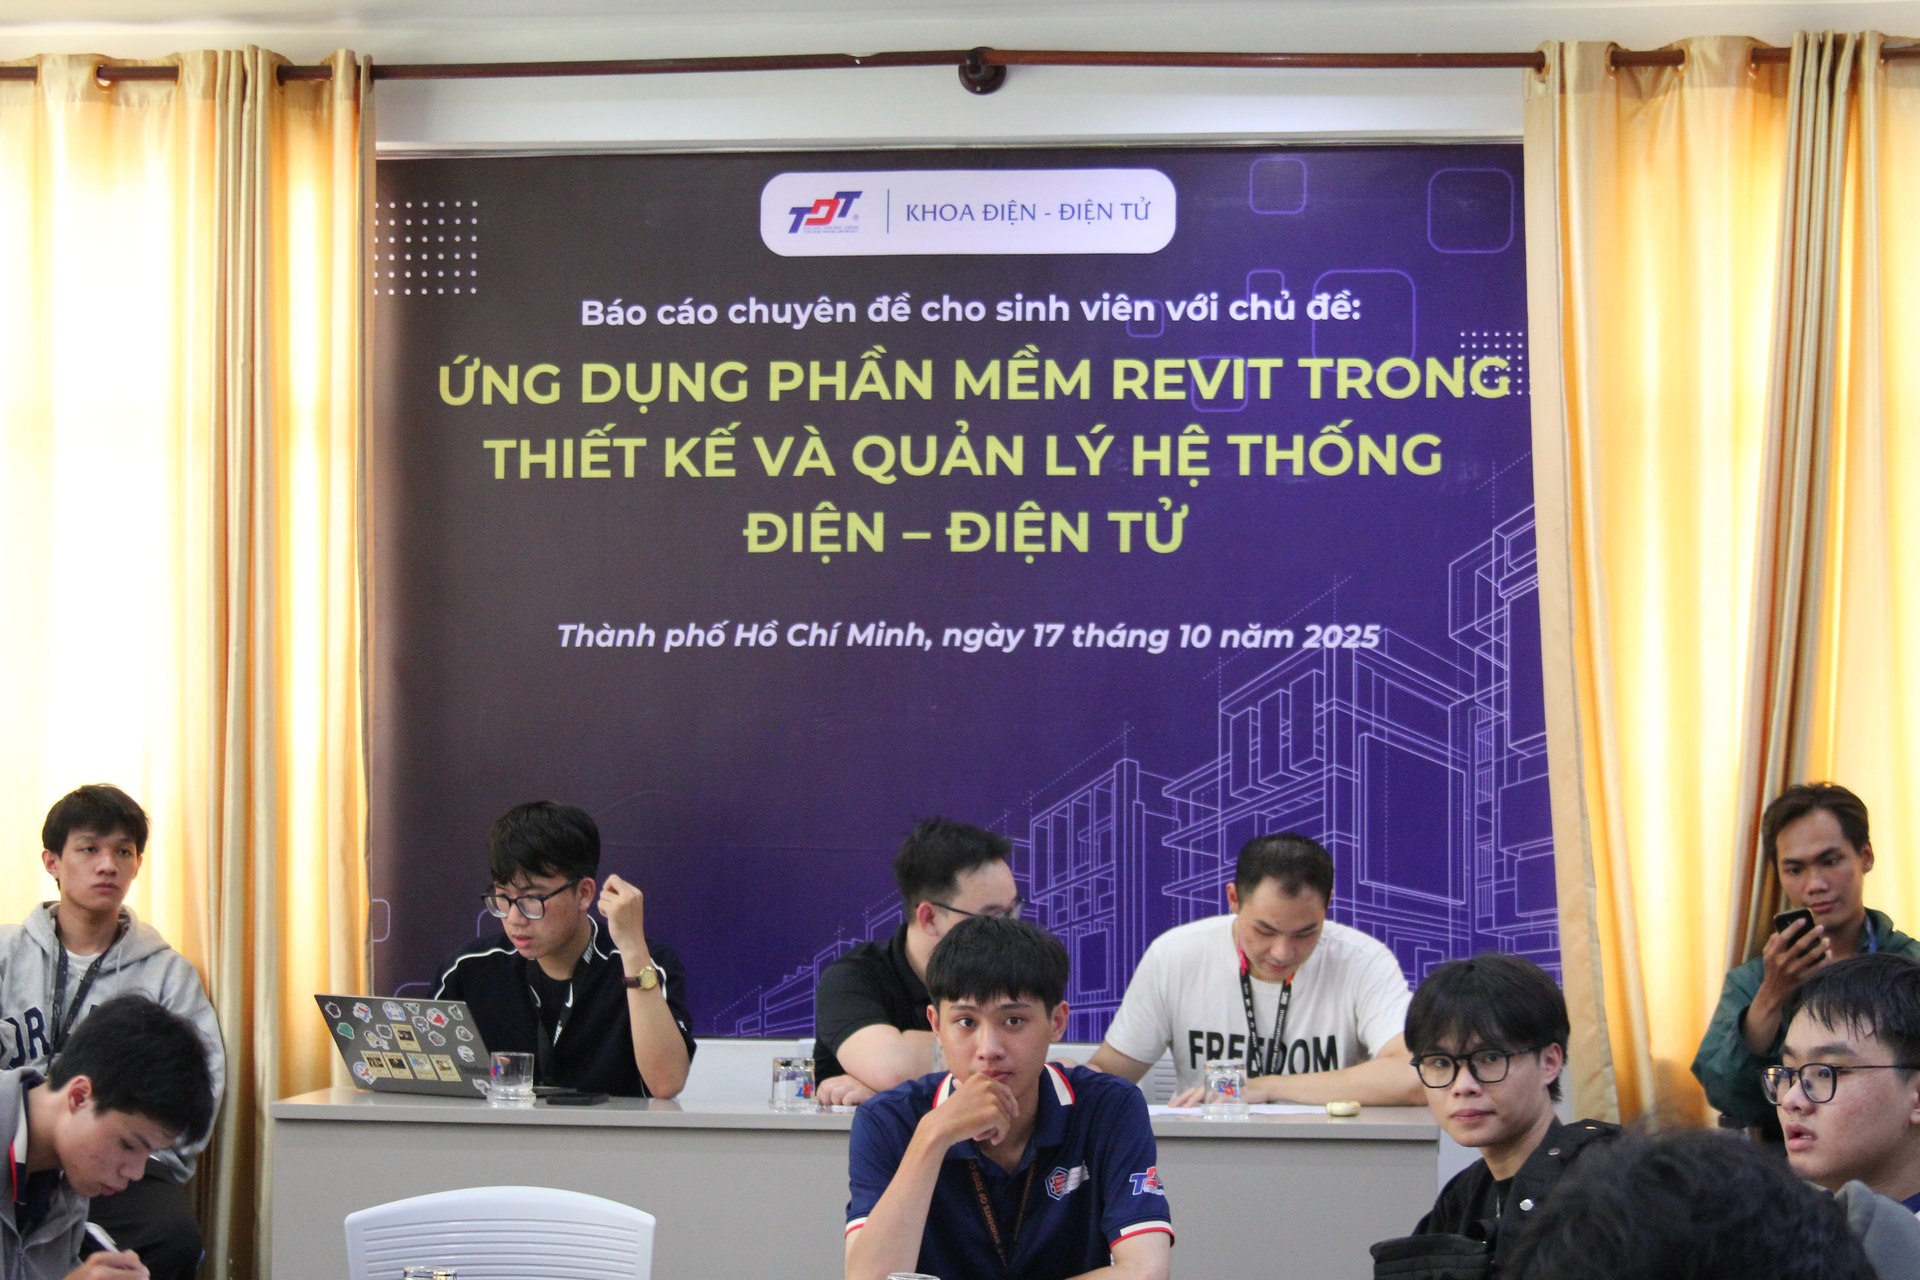 TDT
KHOA ĐIỆN - ĐIỆN TỬ
Báo cáo chuyên đề cho sinh viên với chủ đề:
ỨNG DỤNG PHẦN MỀM REVIT TRONG
THIẾT KẾ VÀ QUẢN LÝ HỆ THỐNG
ĐIỆN – ĐIỆN TỬ
Thành phố Hồ Chí Minh, ngày 17 tháng 10 năm 2025